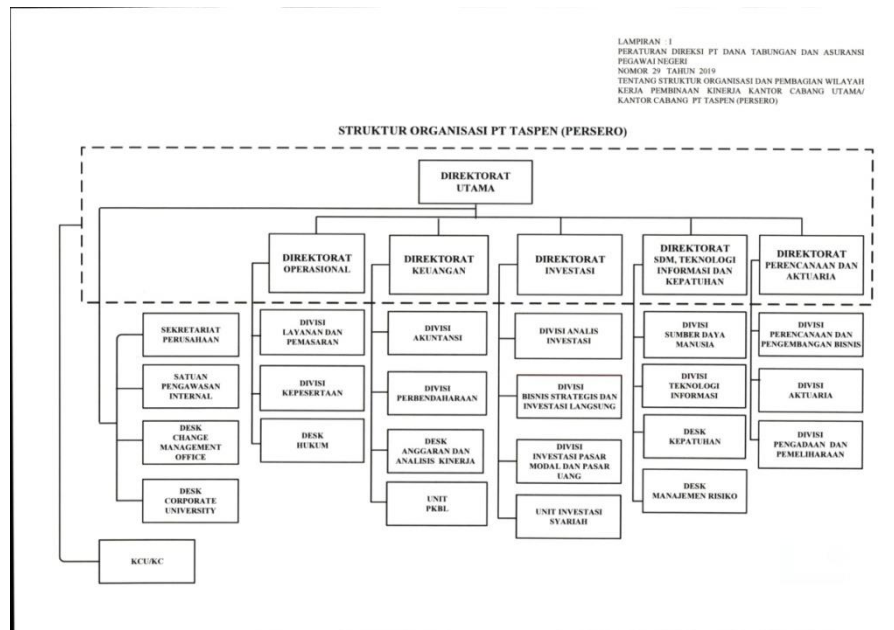 LAMPIRAN : I
PERATURAN DIREKSI PT DANA TABUNGAN DAN ASURANSI
PEGAWAI NEGERI
NOMOR 29 TAHUN 2019
TENTANG STRUKTUR ORGANISASI DAN PEMBAGIAN WILAYAH
KERJA PEMBINAAN KINERJA KANTOR CABANG UTAMA/
KANTOR CABANG PT TASPEN (PERSERO)
STRUKTUR ORGANISASI PT TASPEN (PERSERO)
DIREKTORAT
UTAMA
DIREKTORAT
OPERASIONAL
DIREKTORAT
KEUANGAN
DIREKTORAT
INVESTASI
DIREKTORAT
SDM, TEKNOLOGI
INFORMASI DAN
KEPATUHAN
DIREKTORAT
PERENCANAAN DAN
AKTUARIA
SEKRETARIAT
PERUSAHAAN
DIVISI
LAYANAN DAN
PEMASARAN
DIVISI
AKUNTANSI
DIVISI ANALIS
INVESTASI
DIVISI
SUMBER DAYA
MANUSIA
DIVISI
PERENCANAAN DAN
PENGEMBANGAN BISNIS
SATUAN
PENGAWASAN
INTERNAL
DIVISI
KEPESERTAAN
DIVISI
PERBENDAHARAAN
DIVISI
BISNIS STRATEGIS DAN
INVESTASI LANGSUNG
DIVISI
TEKNOLOGI
INFORMASI
DIVISI
AKTUARIA
DESK
CHANGE
MANAGEMENT
OFFICE
DESK
HUKUM
DESK
ANGGARAN DAN
ANALISIS KINERJA
DIVISI
INVESTASI PASAR
MODAL DAN PASAR
UANG
DESK
KEPATUHAN
DIVISI
PENGADAAN DAN
PEMELIHARAAN
DESK
CORPORATE
UNIVERSITY
UNIT
PKBL
UNIT INVESTASI
SYARIAH
DESK
MANAJEMEN RISIKO
KCU/KC